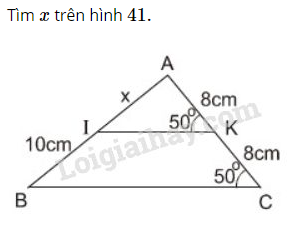 Tìm x trên hình 41.
A
x
8cm
I
50°
K
10cm
8cm
Loigiaihay.com
50°
B
C